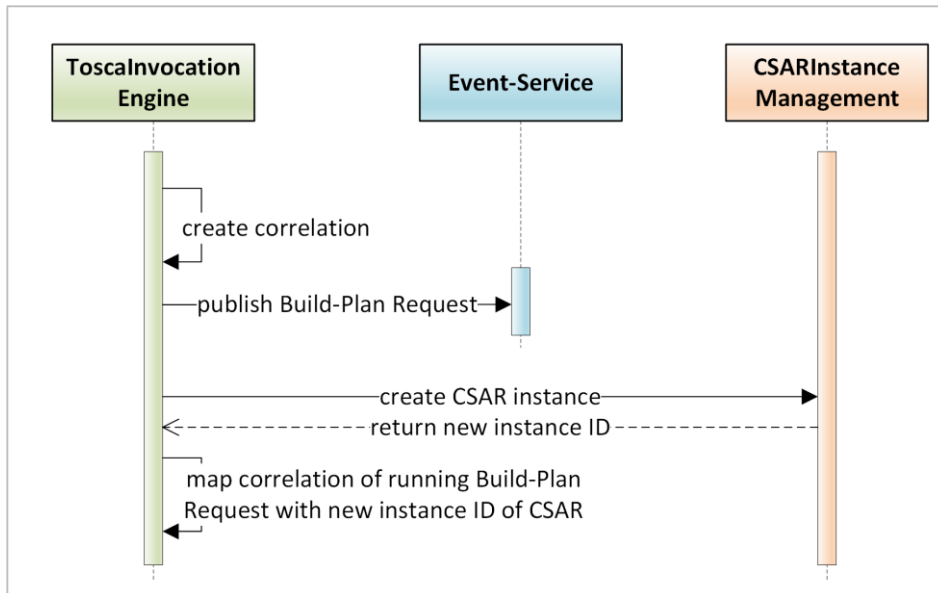 ToscaInvocation
Engine
Event-Service
CSARInstance
Management
create correlation
publish Build-Plan Request
create CSAR instance
return new instance ID
map correlation of running Build-Plan
Request with new instance ID of CSAR